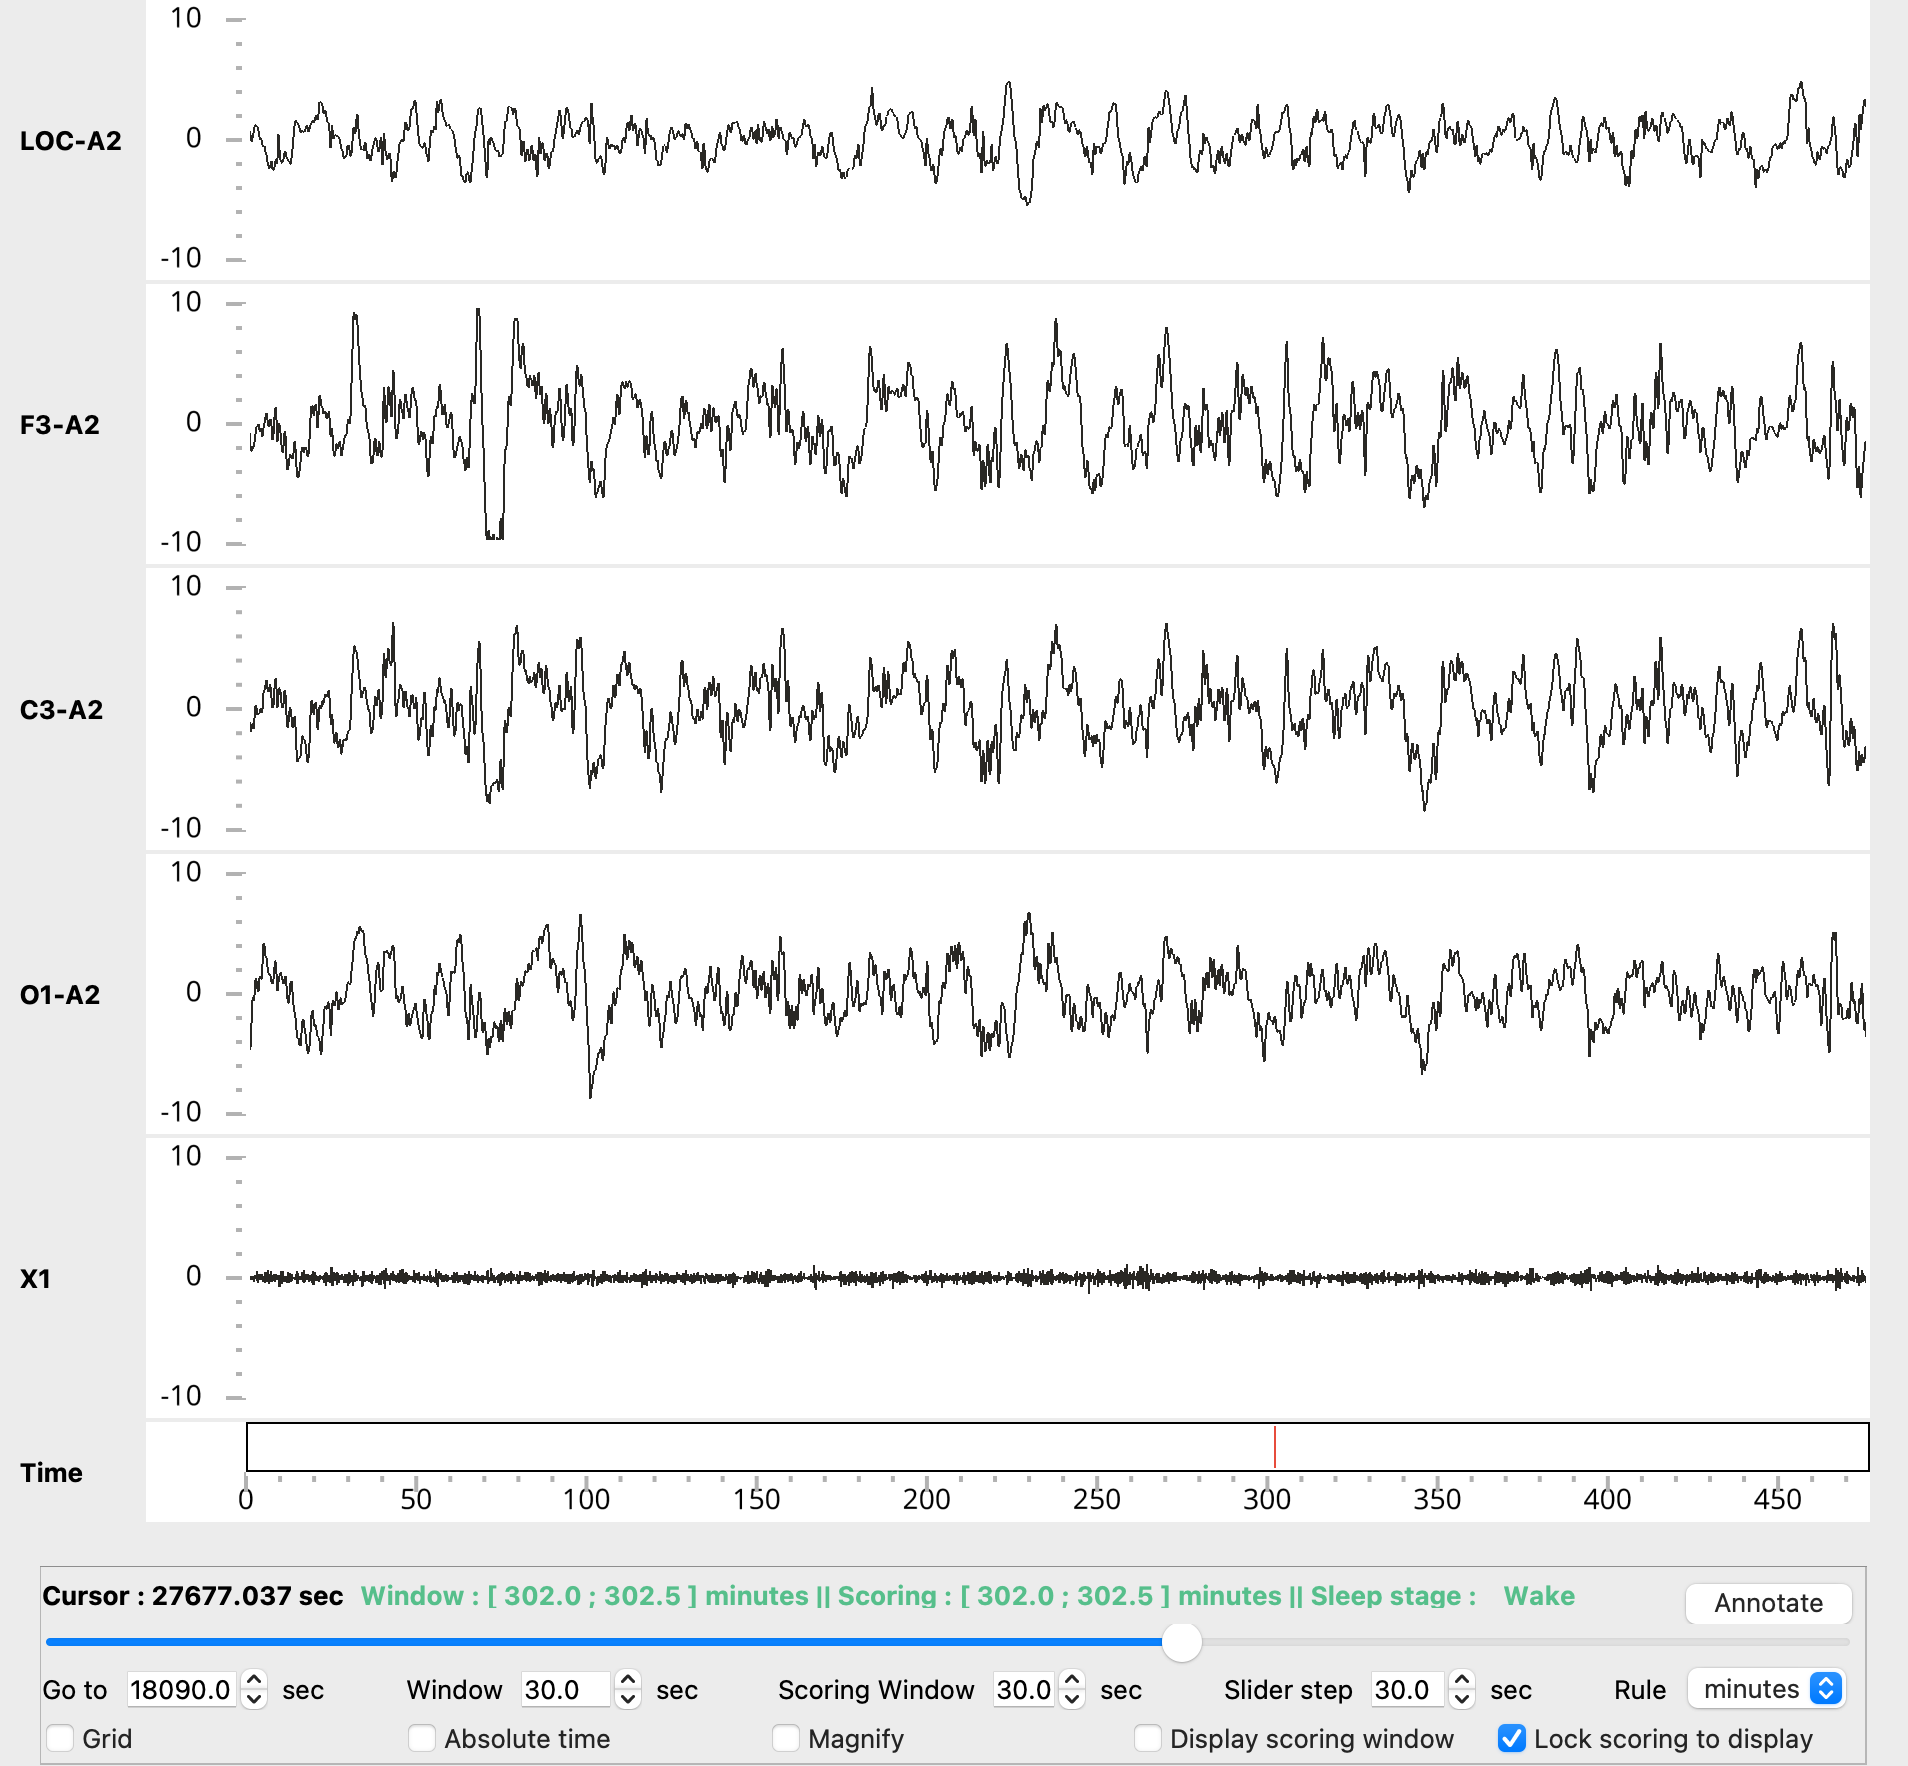 10
LOC-A2
0
-10
10
F3-A2
0
-10
10
C3-A2
0
-10
10
O1-A2
0
-10
10
X1
0
-10
Time
0 50 100 150 200 250 300 350 400 450
Cursor : 27677.037 sec Window : [ 302.0 ; 302.5 ] minutes || Scoring : [ 302.0 ; 302.5 ] minutes || Sleep stage : Wake Annotate
Go to 18090.0 sec Window 30.0 sec Scoring Window 30.0 sec Slider step 30.0 sec Rule minutes
Grid Absolute time Magnify Display scoring window Lock scoring to display